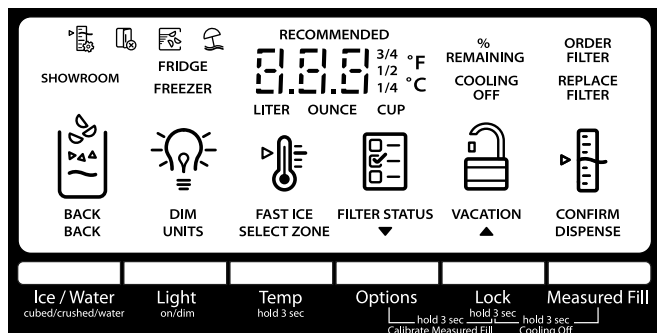 RECOMMENDED
SHOWROOM
FRIDGE
FREEZER
8.8.8
3/4
1/2
1/4
°F
°C
LITER OUNCE CUP
%
REMAINING
COOLING
OFF
ORDER
FILTER
REPLACE
FILTER
BACK
BACK
DIM
UNITS
FAST ICE
SELECT ZONE
FILTER STATUS
VACATION
CONFIRM
DISPENSE
Ice / Water
cubed/crushed/water
Light
on/dim
Temp
hold 3 sec
Options
Lock
hold 3 sec
Measured Fill
hold 3 sec
Calibrate Measured Fill
hold 3 sec
Cooling Off